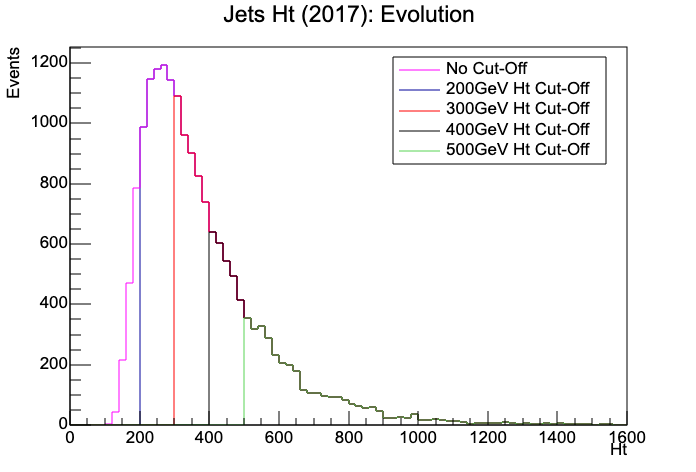 Jets Ht (2017): Evolution
Events
1200
1000
800
600
400
200
0
No Cut-Off
200GeV Ht Cut-Off
300GeV Ht Cut-Off
400GeV Ht Cut-Off
500GeV Ht Cut-Off
0 200 400 600 800 1000 1200 1400 1600
Ht